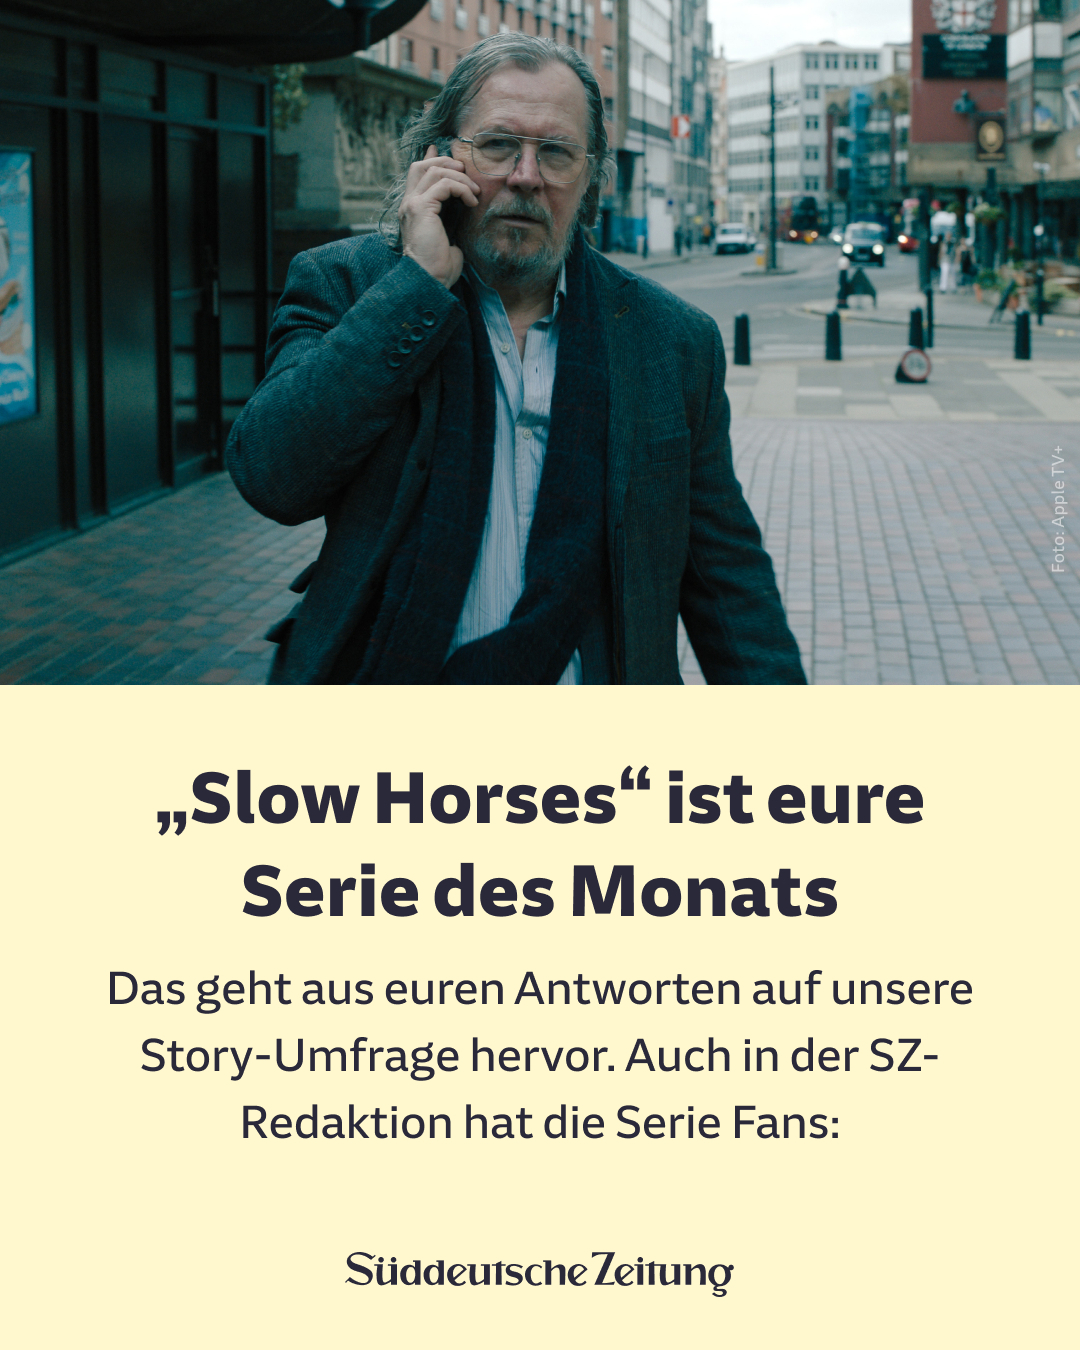 Foto: Apple TV+
„Slow Horses“ ist eure
Serie des Monats
Das geht aus euren Antworten auf unsere
Story-Umfrage hervor. Auch in der SZ-
Redaktion hat die Serie Fans:
Süddeutsche Zeitung